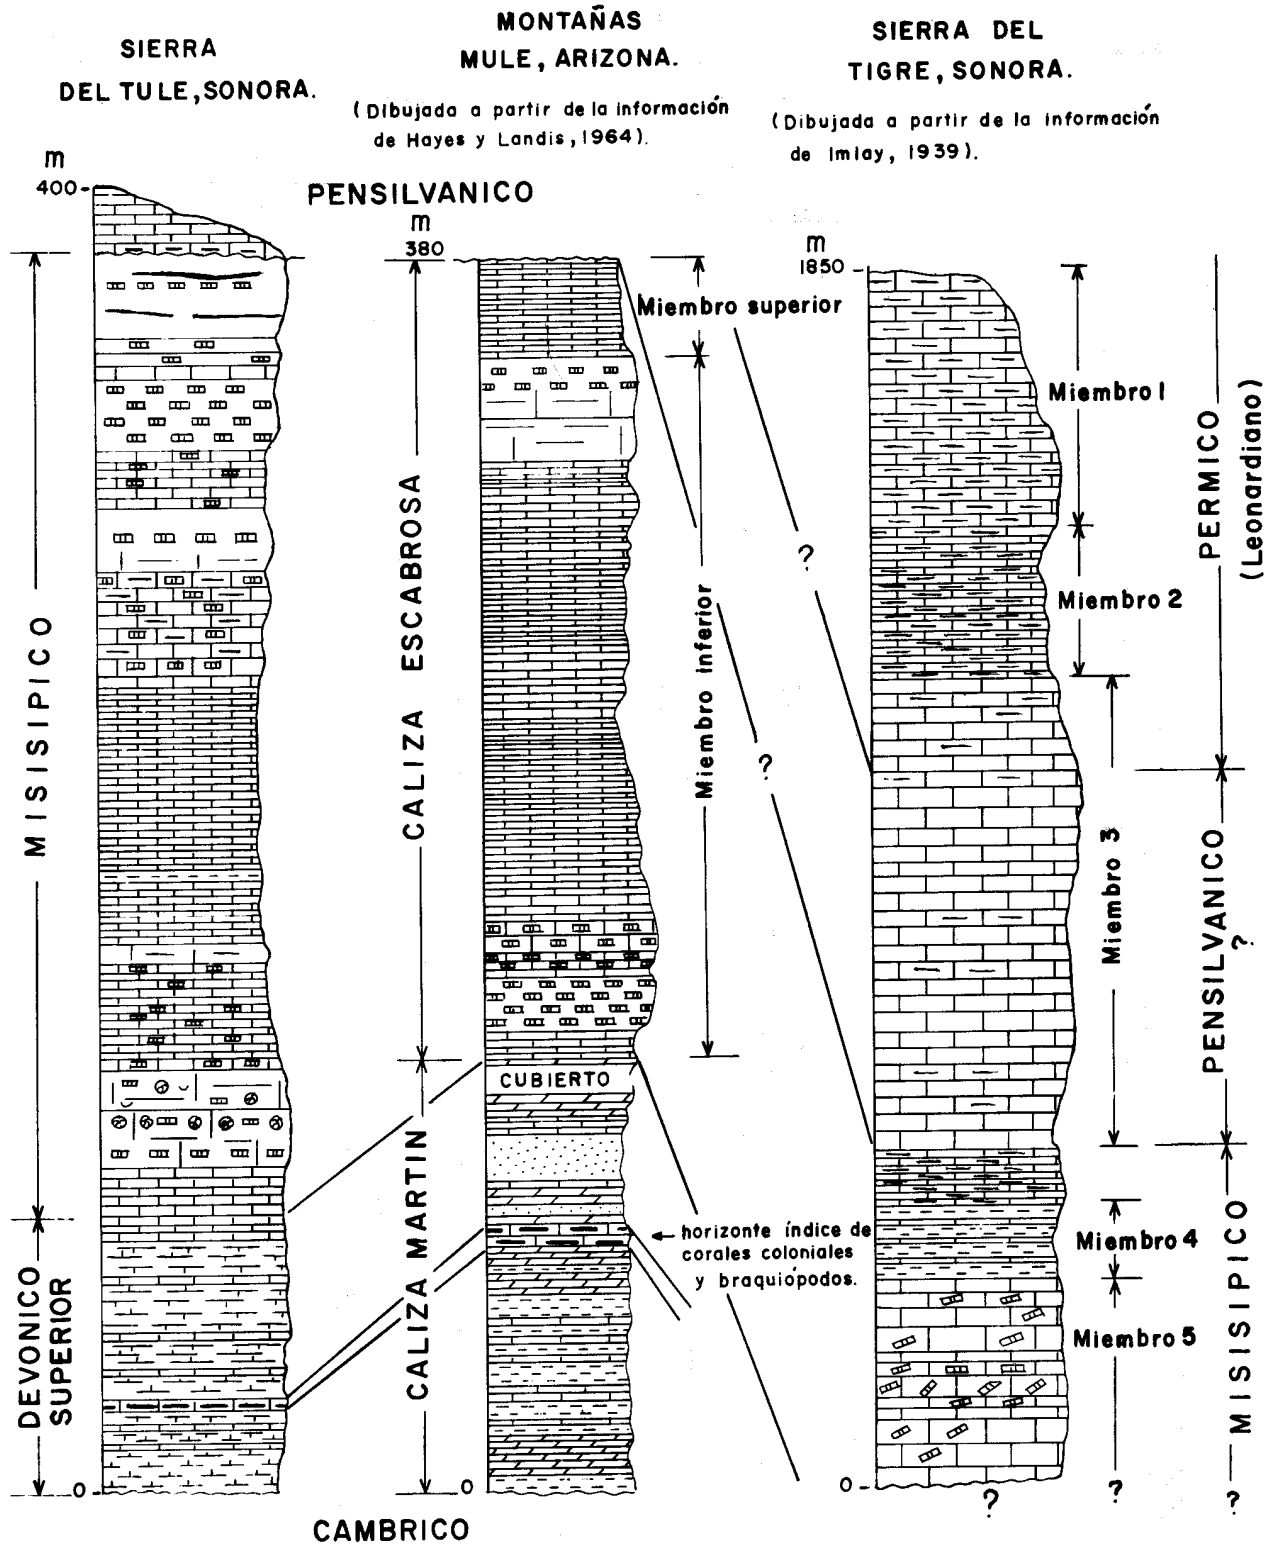 SIERRA
DEL TULE, SONORA.
MONTAÑAS
MULE, ARIZONA.
(Dibujada a partir de la información
de Hayes y Landis, 1964).
SIERRA DEL
TIGRE, SONORA.
(Dibujada a partir de la información
de Imlay, 1939).
m
400
PENSILVANICO
m
380
m
1850
Miembro superior
Miembro 1
PERMICO
(Leonardiano)
?
Miembro 2
Miembro inferior
CALIZA ESCABROSA
MISISIPICO
?
Miembro 3
PENSILVANICO
?
CUBIERTO
CALIZA MARTIN
horizonte índice de
corales coloniales
y braquiópodos.
Miembro 4
Miembro 5
MISISIPICO
DEVONICO
SUPERIOR
0
0
0
?
?
?
CAMBRICO